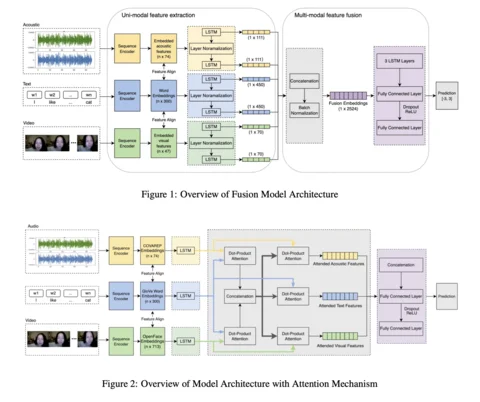 Uni-modal feature extraction
Multi-modal feature fusion
Acoustic
Sequence
Encoder
Embedded
acoustic
features
(n x 74)
LSTM
Layer Noramalization
LSTM
(1 x 111)
(1 x 111)
Feature Align
Text
w1 w2 ... wn
I like ... cat
Sequence
Encoder
Word
Embeddings
(n x 300)
LSTM
Layer Normalization
LSTM
(1 x 450)
(1 x 450)
Feature Align
Video
Sequence
Encoder
Embedded
visual
features
(n x 47)
LSTM
Layer Normalization
LSTM
(1 x 70)
(1 x 70)
Concatenation
Batch
Normalization
Fusion Embeddings
(1 x 2524)
3 LSTM Layers
Fully Connected Layer
Dropout
ReLU
Fully Connected Layer
Prediction
Figure 1: Overview of Fusion Model Architecture
Audio
Sequence
Encoder
COVAREP
Embeddings
(n x 74)
LSTM
Feature Align
Text
w1 w2 ... wn
I like ... cat
Sequence
Encoder
Embeddings
LSTM
Feature Align
Video
Sequence
Encoder
OpenFace
Embeddings
(n x 713)
LSTM
Dot-Product
Attention
Concatenation
Dot-Product
Attention
Dot-Product
Attention
Dot-Product
Attention
Dot-Product
Attention
Attended Acoustic Features
Attended Text Features
Attended Visual Features
Concatenation
Fully Connected Layer
Dropout
ReLU
Fully Connected Layer
Prediction
Figure 2: Overview of Model Architecture with Attention Mechanism